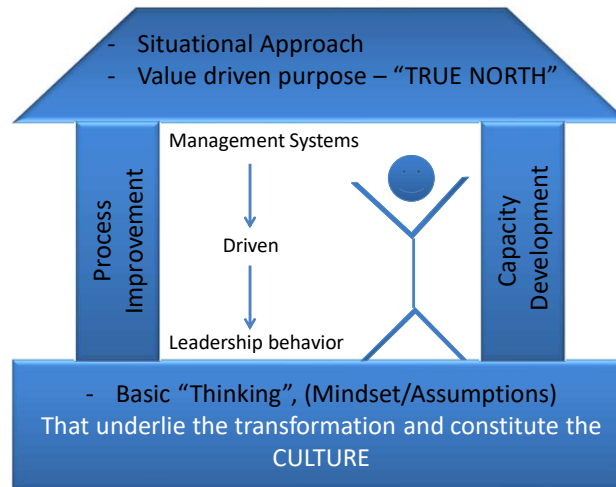 - Situational Approach
- Value driven purpose – “TRUE NORTH”
Process
Improvement
Management Systems
Driven
Leadership behavior
Capacity
Development
- Basic “Thinking”, (Mindset/Assumptions)
That underlie the transformation and constitute the
CULTURE